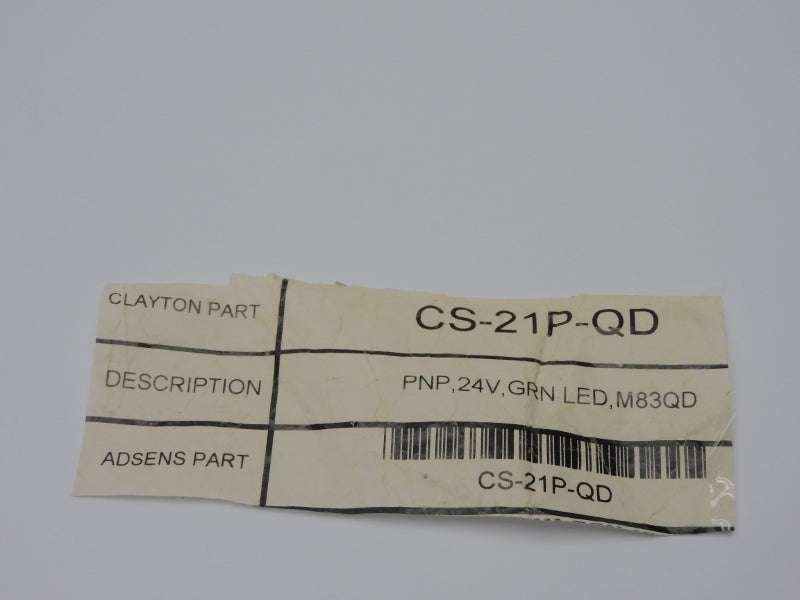 CLAYTON PART CS-21P-QD
DESCRIPTION PNP,24V,GRN LED,M83QD
ADSENS PART
CS-21P-QD